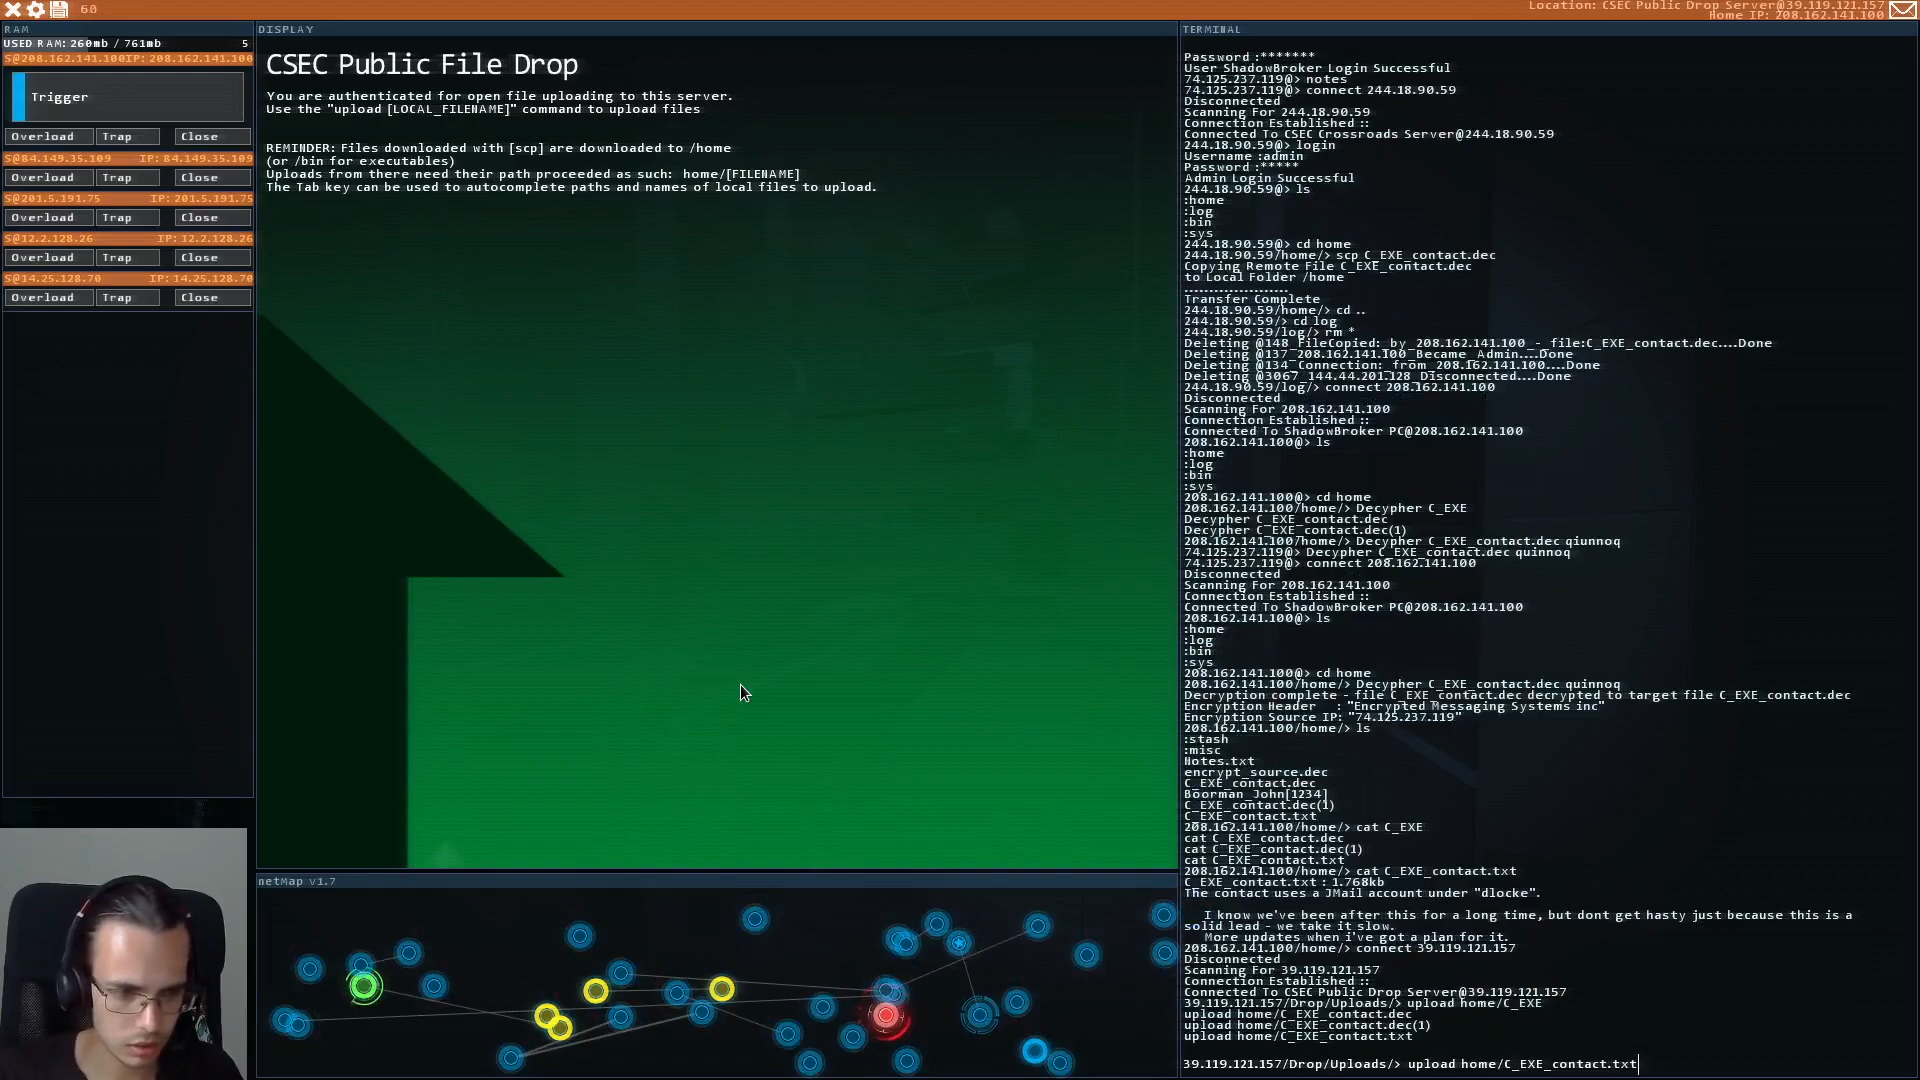 60
Location: CSEC Public Drop Server@39.119.121.157
Home IP: 208.162.141.100
RAM
USED RAM: 260mb / 761mb 5
S@208.162.141.100IP: 208.162.141.100
Trigger
Overload Trap Close
S@84.149.35.109 IP: 84.149.35.109
Overload Trap Close
S@201.5.191.75 IP: 201.5.191.75
Overload Trap Close
S@12.2.128.26 IP: 12.2.128.26
Overload Trap Close
S@14.25.128.70 IP: 14.25.128.70
Overload Trap Close
DISPLAY
CSEC Public File Drop
You are authenticated for open file uploading to this server.
Use the "upload [LOCAL_FILENAME]" command to upload files
REMINDER: Files downloaded with [scp] are downloaded to /home
(or /bin for executables)
Uploads from there need their path proceeded as such: home/[FILENAME]
The Tab key can be used to autocomplete paths and names of local files to upload.
netMap v1.7
TERMINAL
Password :*******
User ShadowBroker Login Successful
74.125.237.119@> notes
74.125.237.119@> connect 244.18.90.59
Disconnected
Scanning For 244.18.90.59
Connection Established ::
Connected To CSEC Crossroads Server@244.18.90.59
244.18.90.59@> login
Username :admin
Password :*****
Admin Login Successful
244.18.90.59@> ls
:home
:log
:bin
:sys
244.18.90.59@> cd home
244.18.90.59/home/> scp C_EXE_contact.dec
Copying Remote File C_EXE_contact.dec
to Local Folder /home
.....................
Transfer Complete
244.18.90.59/home/> cd ..
244.18.90.59/> cd log
244.18.90.59/log/> rm *
Deleting @148_FileCopied:_by_208.162.141.100_-_file:C_EXE_contact.dec....Done
Deleting @137_208.162.141.100_Became_Admin....Done
Deleting @134_Connection:_from_208.162.141.100....Done
Deleting @3067_144.44.201.128_Disconnected....Done
244.18.90.59/log/> connect 208.162.141.100
Disconnected
Scanning For 208.162.141.100
Connection Established ::
Connected To ShadowBroker PC@208.162.141.100
208.162.141.100@> ls
:home
:log
:bin
:sys
208.162.141.100@> cd home
208.162.141.100/home/> Decypher C_EXE
Decypher C_EXE_contact.dec
Decypher C_EXE_contact.dec(1)
208.162.141.100/home/> Decypher C_EXE_contact.dec qiunnoq
74.125.237.119@> Decypher C_EXE_contact.dec quinnoq
74.125.237.119@> connect 208.162.141.100
Disconnected
Scanning For 208.162.141.100
Connection Established ::
Connected To ShadowBroker PC@208.162.141.100
208.162.141.100@> ls
:home
:log
:bin
:sys
208.162.141.100@> cd home
208.162.141.100/home/> Decypher C_EXE_contact.dec quinnoq
Decryption complete - file C_EXE_contact.dec decrypted to target file C_EXE_contact.dec
Encryption Header : "Encrypted Messaging Systems inc"
Encryption Source IP: "74.125.237.119"
208.162.141.100/home/> ls
:stash
:misc
Notes.txt
encrypt_source.dec
C_EXE_contact.dec
Boorman_John[1234]
C_EXE_contact.dec(1)
C_EXE_contact.txt
208.162.141.100/home/> cat C_EXE
cat C_EXE_contact.dec
cat C_EXE_contact.dec(1)
cat C_EXE_contact.txt
208.162.141.100/home/> cat C_EXE_contact.txt
C_EXE_contact.txt : 1.768kb
The contact uses a JMail account under "dlocke".
I know we've been after this for a long time, but dont get hasty just because this is a
solid lead - we take it slow.
More updates when i've got a plan for it.
208.162.141.100/home/> connect 39.119.121.157
Disconnected
Scanning For 39.119.121.157
Connection Established ::
Connected To CSEC Public Drop Server@39.119.121.157
39.119.121.157/Drop/Uploads/> upload home/C_EXE
upload home/C_EXE_contact.dec
upload home/C_EXE_contact.dec(1)
upload home/C_EXE_contact.txt
39.119.121.157/Drop/Uploads/> upload home/C_EXE_contact.txt